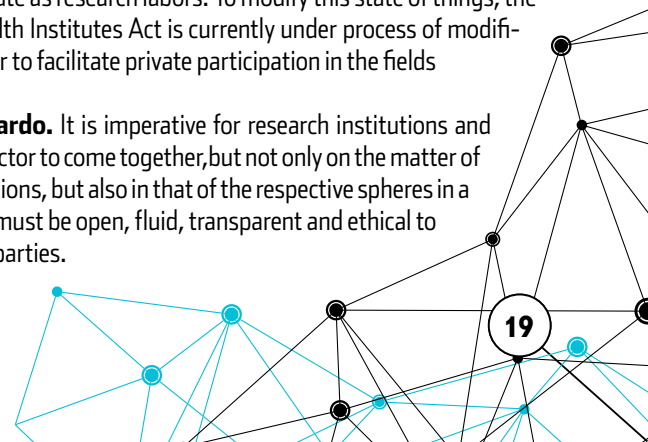 ate as research labors. To modify this state of things, the
lth Institutes Act is currently under process of modifi-
r to facilitate private participation in the fields
ardo. It is imperative for research institutions and
ctor to come together,but not only on the matter of
ions, but also in that of the respective spheres in a
must be open, fluid, transparent and ethical to
parties.
19